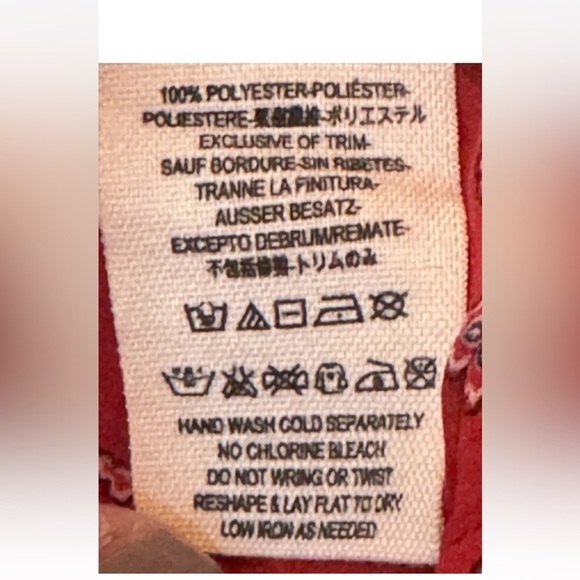 100% POLYESTER-POLIÉSTER-
POLIESTERE-聚酯纖維-ポリエステル
EXCLUSIVE OF TRIM-
SAUF BORDURE-SIN RIBETES-
TRANNE LA FINITURA-
AUSSER BESATZ-
EXCEPTO DEBRUM/REMATE-
不包括修飾-トリムのみ
HAND WASH COLD SEPARATELY
NO CHLORINE BLEACH
DO NOT WRING OR TWIST
RESHAPE & LAY FLAT TO DRY
LOW IRON AS NEEDED